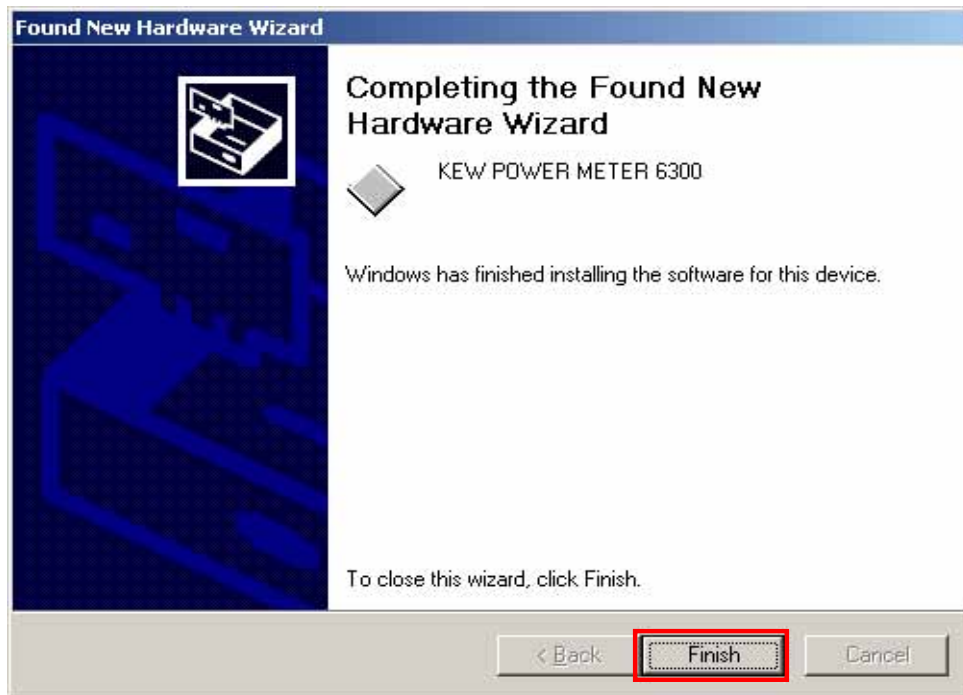 Found New Hardware Wizard
Completing the Found New
Hardware Wizard
KEW POWER METER 6300
Windows has finished installing the software for this device.
To close this wizard, click Finish.
< Back Finish Cancel